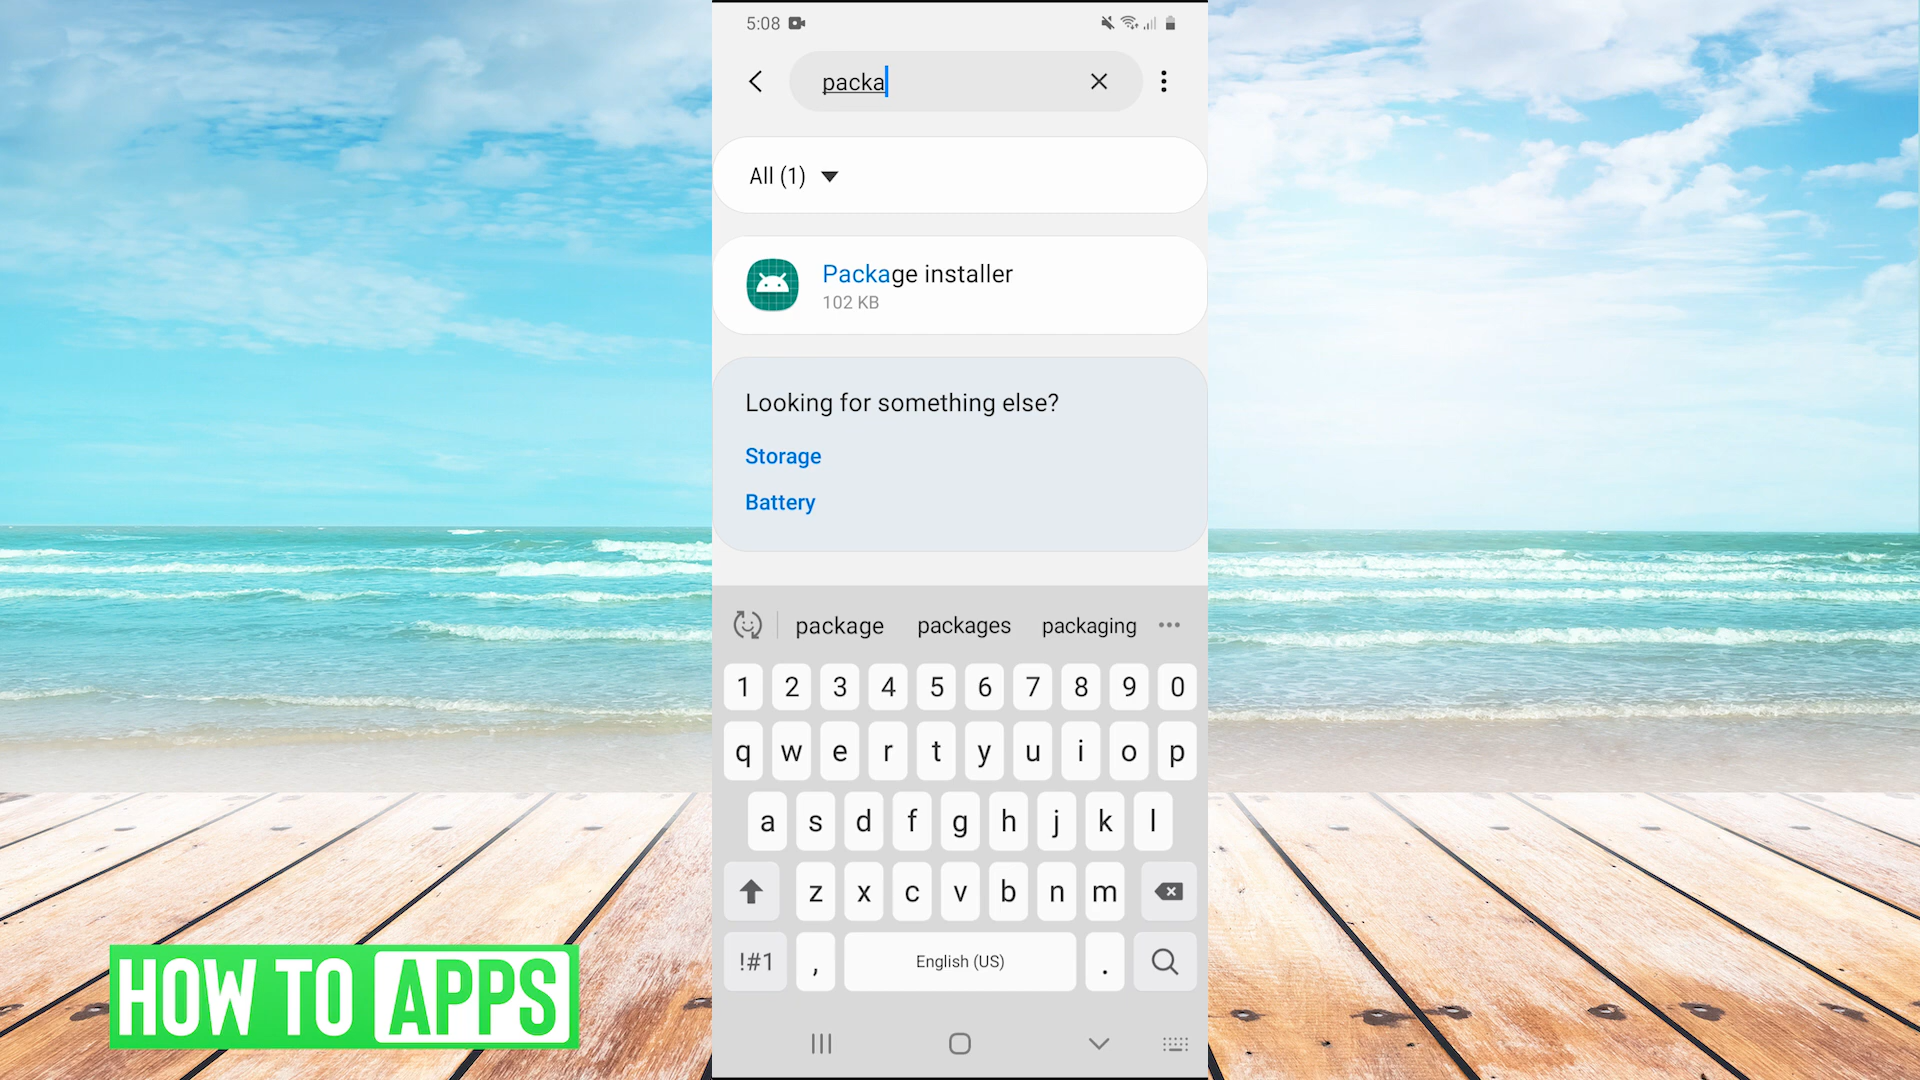 5:08
packa
All (1)
Package installer
102 KB
Looking for something else?
Storage
Battery
package packages packaging
1 2 3 4 5 6 7 8 9 0
q w e r t y u i o p
a s d f g h j k l
z x c v b n m
!#1 , English (US) .
HOW TO APPS